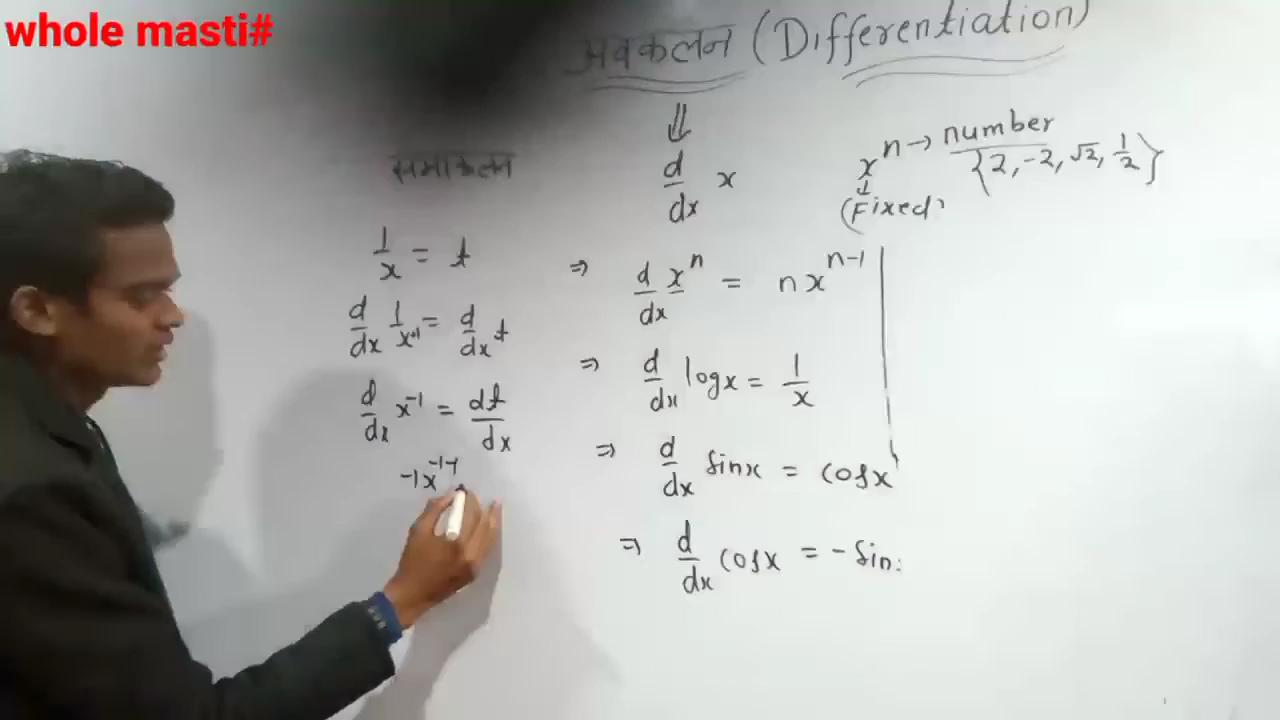 whole masti#
अवकलन (Differentiation)
⇓
d/dx x
xⁿ → number {2, -2, √2, 1/2}
↓
(Fixed)
समाकलन
1/x = t
d/dx 1/x⁺¹ = d/dx t
d/dx x⁻¹ = dt/dx
-1x⁻¹⁻
⇒ d/dx xⁿ = nxⁿ⁻¹
⇒ d/dx logx = 1/x
⇒ d/dx sinx = cosx
⇒ d/dx cosx = - sin